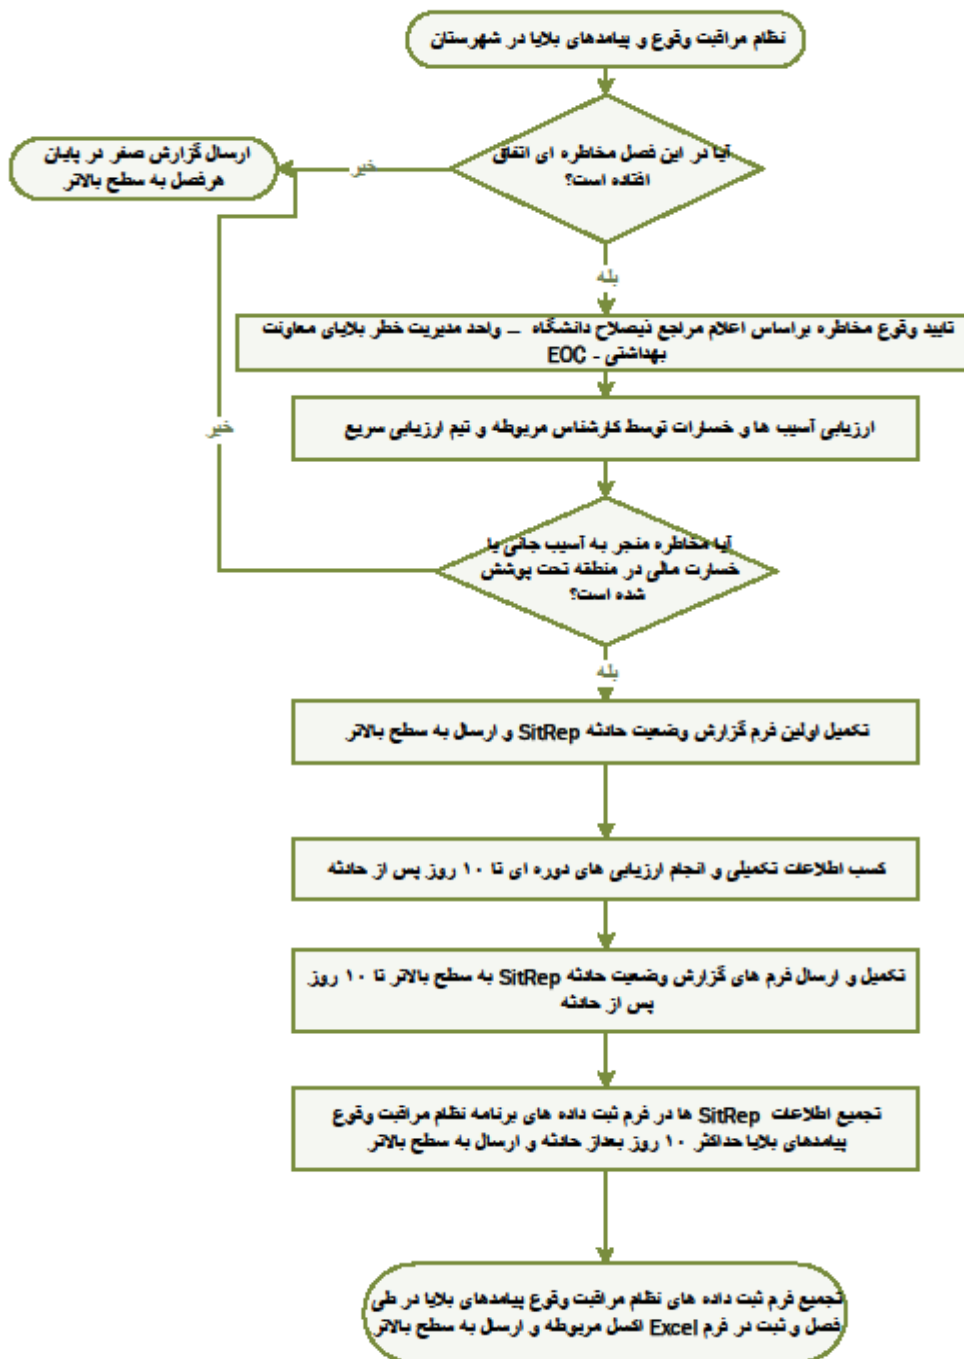 نظام مراقبت وقوع و پیامدهای بلایا در شهرستان
آیا در این فصل مخاطره ای اتفاق
افتاده است؟
خیر
ارسال گزارش صفر در پایان
هرفصل به سطح بالاتر
بله
تایید وقوع مخاطره براساس اعلام مراجع ذیصلاح دانشگاه – واحد مدیریت خطر بلایای معاونت
بهداشتی - EOC
ارزیابی آسیب ها و خسارات توسط کارشناس مربوطه و تیم ارزیابی سریع
خیر
آیا مخاطره منجر به آسیب جانی یا
خسارت مالی در منطقه تحت پوشش
شده است؟
بله
تکمیل اولین فرم گزارش وضعیت حادثه SitRep و ارسال به سطح بالاتر
کسب اطلاعات تکمیلی و انجام ارزیابی های دوره ای تا ۱۰ روز پس از حادثه
تکمیل و ارسال فرم های گزارش وضعیت حادثه SitRep به سطح بالاتر تا ۱۰ روز
پس از حادثه
تجمیع اطلاعات SitRep ها در فرم ثبت داده های برنامه نظام مراقبت وقوع
پیامدهای بلایا حداکثر ۱۰ روز بعداز حادثه و ارسال به سطح بالاتر
تجمیع فرم ثبت داده های نظام مراقبت وقوع پیامدهای بلایا در طی
فصل و ثبت در فرم Excel اکسل مربوطه و ارسال به سطح بالاتر